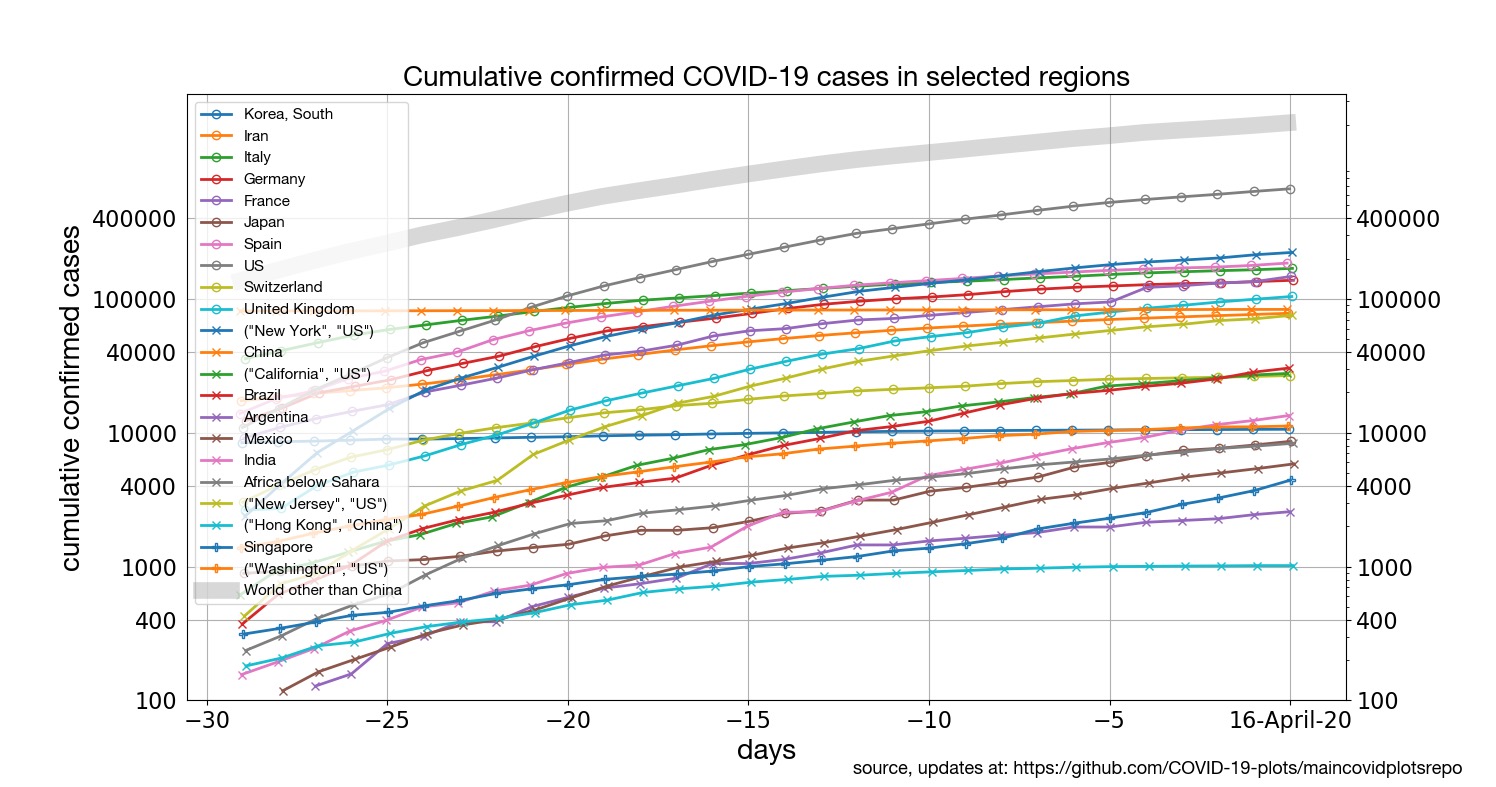 Cumulative confirmed COVID-19 cases in selected regions
cumulative confirmed cases
400000
100000
40000
10000
4000
1000
400
100
Korea, South
Iran
Italy
Germany
France
Japan
Spain
US
Switzerland
United Kingdom
("New York", "US")
China
("California", "US")
Brazil
Argentina
Mexico
India
Africa below Sahara
("New Jersey", "US")
("Hong Kong", "China")
Singapore
("Washington", "US")
World other than China
400000
100000
40000
10000
4000
1000
400
100
−30 −25 −20 −15 −10 −5 16-April-20
days
source, updates at: https://github.com/COVID-19-plots/maincovidplotsrepo